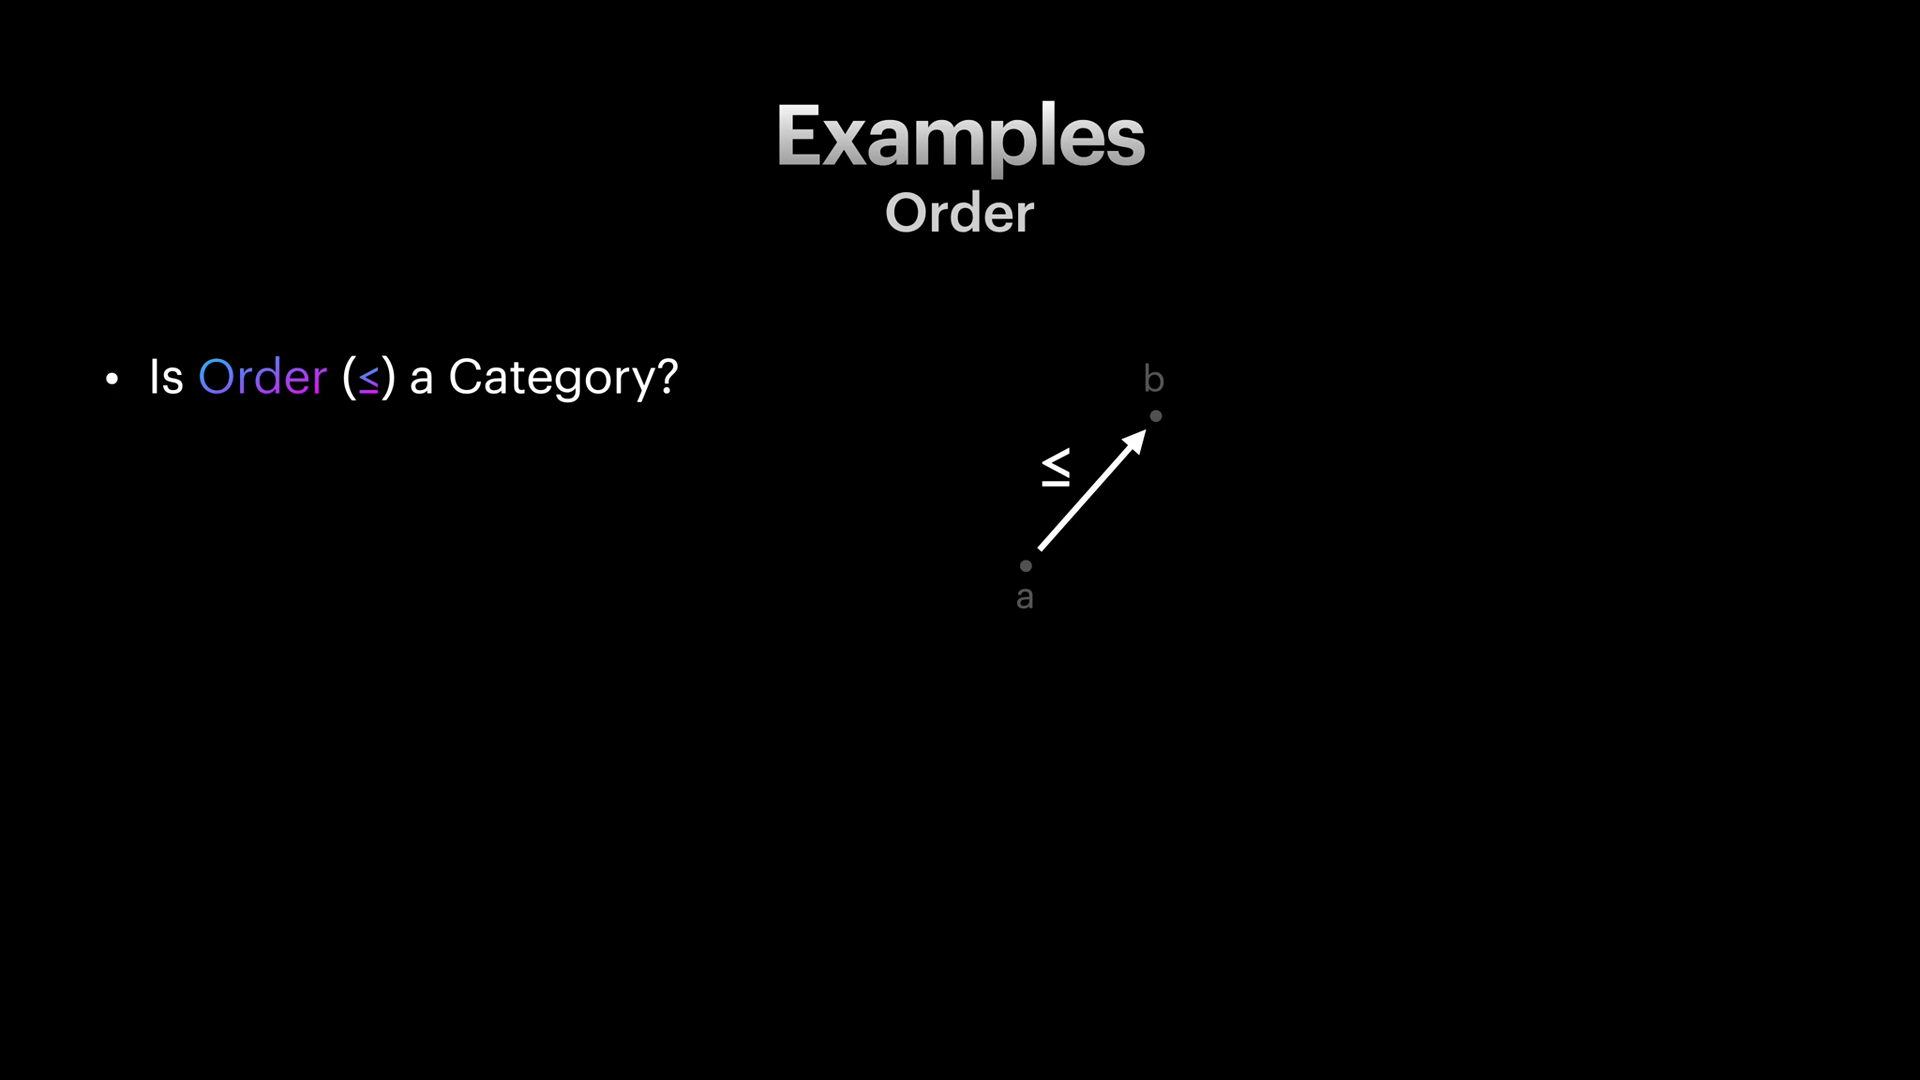 Examples
Order
• Is Order (≤) a Category?
b
≤
a